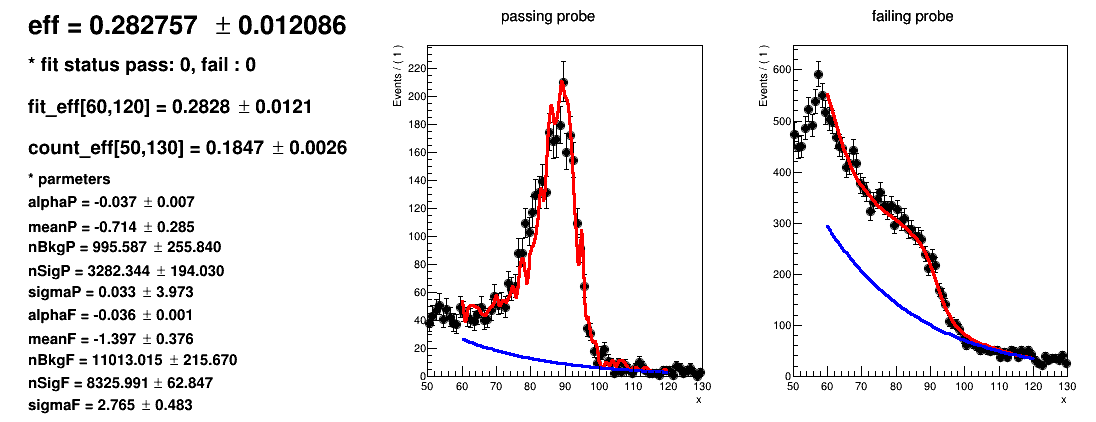 eff = 0.282757 ± 0.012086
* fit status pass: 0, fail : 0
fit_eff[60,120] = 0.2828 ± 0.0121
count_eff[50,130] = 0.1847 ± 0.0026
* parmeters
alphaP = -0.037 ± 0.007
meanP = -0.714 ± 0.285
nBkgP = 995.587 ± 255.840
nSigP = 3282.344 ± 194.030
sigmaP = 0.033 ± 3.973
alphaF = -0.036 ± 0.001
meanF = -1.397 ± 0.376
nBkgF = 11013.015 ± 215.670
nSigF = 8325.991 ± 62.847
sigmaF = 2.765 ± 0.483
passing probe
Events / ( 1 )
220
200
180
160
140
120
100
80
60
40
20
0
50 60 70 80 90 100 110 120 130
x
failing probe
Events / ( 1 )
600
500
400
300
200
100
0
50 60 70 80 90 100 110 120 130
x